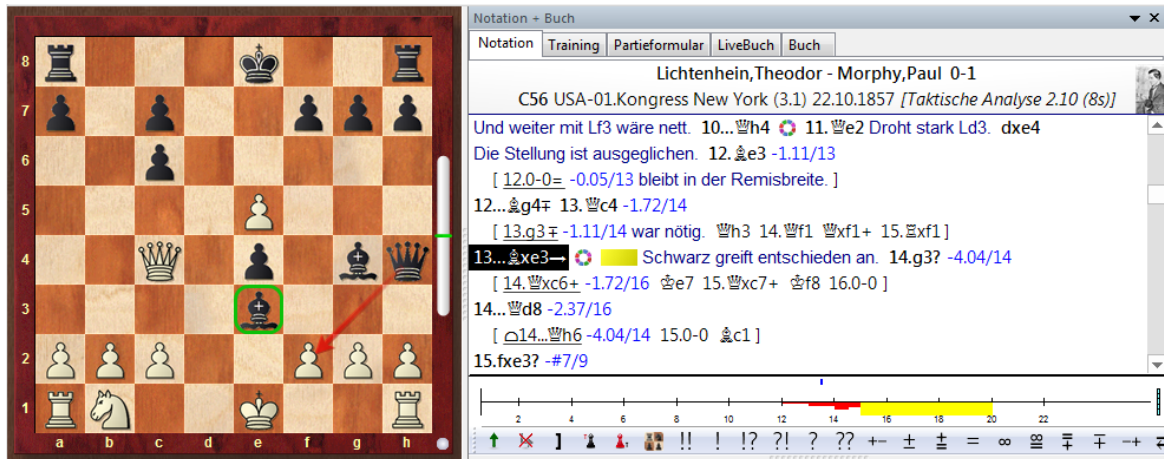 Notation + Buch
Notation Training Partieformular LiveBuch Buch
Lichtenhein,Theodor - Morphy,Paul 0-1
C56 USA-01.Kongress New York (3.1) 22.10.1857 [Taktische Analyse 2.10 (8s)]
Und weiter mit Lf3 wäre nett. 10...♕h4 11.♕e2 Droht stark Ld3. dxe4
Die Stellung ist ausgeglichen. 12.♗e3 -1.11/13
[ 12.0-0= -0.05/13 bleibt in der Remisbreite. ]
12...♗g4∓ 13.♕c4 -1.72/14
[ 13.g3∓ -1.11/14 war nötig. ♕h3 14.♕f1 ♕xf1+ 15.♖xf1 ]
13...♗xe3→ Schwarz greift entschieden an. 14.g3? -4.04/14
[ 14.♕xc6+ -1.72/16 ♔e7 15.♕xc7+ ♔f8 16.0-0 ]
14...♕d8 -2.37/16
[ ⌓14...♕h6 -4.04/14 15.0-0 ♗c1 ]
15.fxe3? -#7/9
8
7
6
5
4
3
2
1
a b c d e f g h
2 4 6 8 10 12 14 16 18 20 22
] !! ! !? ?! ? ?? +- ± ⩲ = ∞ ⯹ ⩱ ∓ -+ ⇄